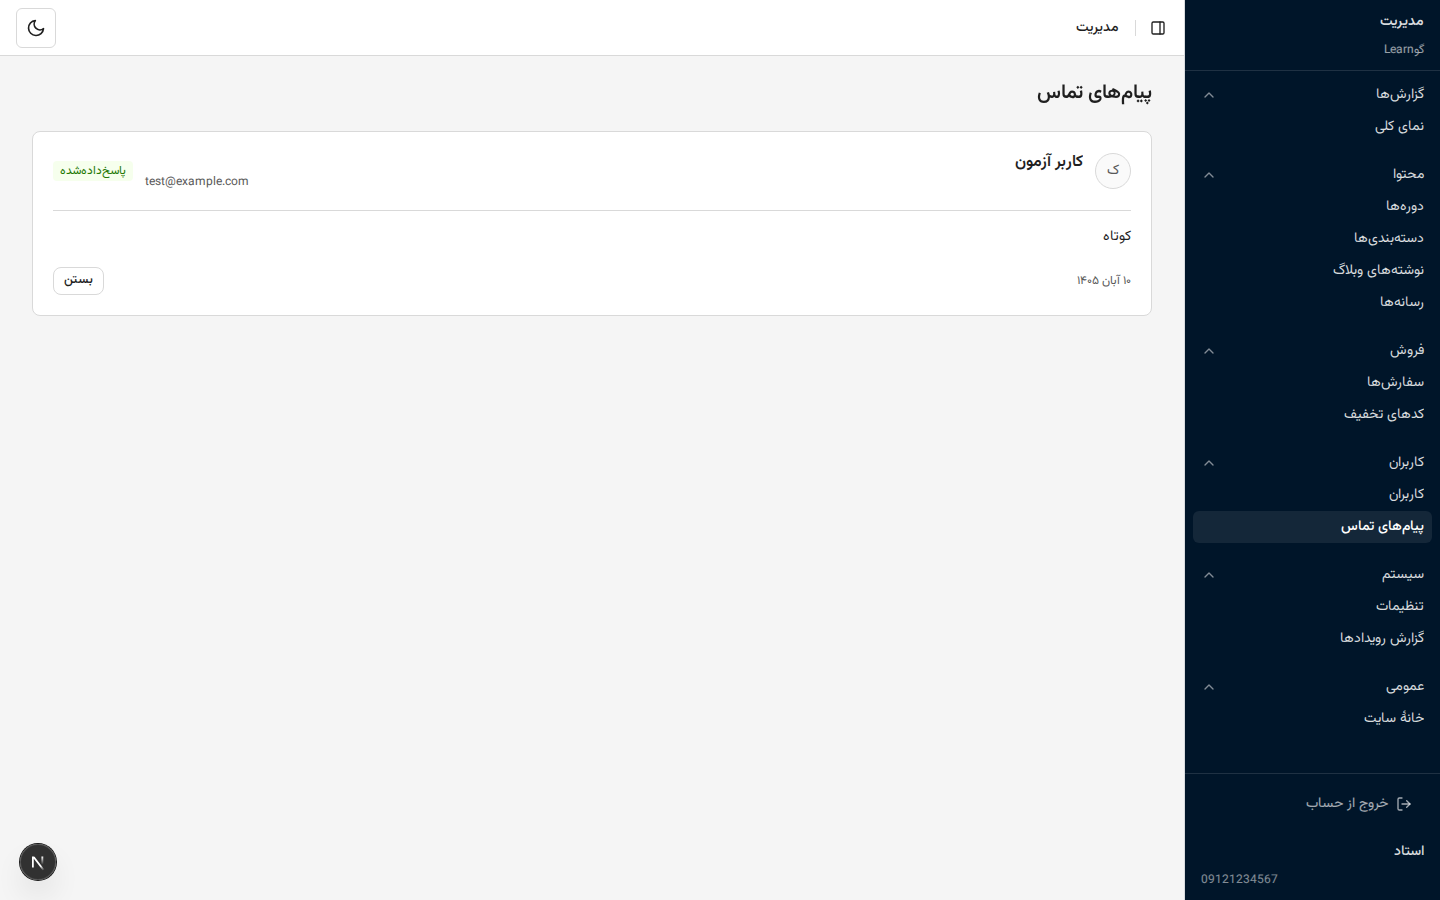 مدیریت
گوLearn
گزارش‌ها
نمای کلی
محتوا
دوره‌ها
دسته‌بندی‌ها
نوشته‌های وبلاگ
رسانه‌ها
فروش
سفارش‌ها
کدهای تخفیف
کاربران
کاربران
پیام‌های تماس
سیستم
تنظیمات
گزارش رویدادها
عمومی
خانهٔ سایت
خروج از حساب
استاد
09121234567
مدیریت
پیام‌های تماس
ک
کاربر آزمون
test@example.com
پاسخ‌داده‌شده
کوتاه
۱۰ آبان ۱۴۰۵
بستن
N